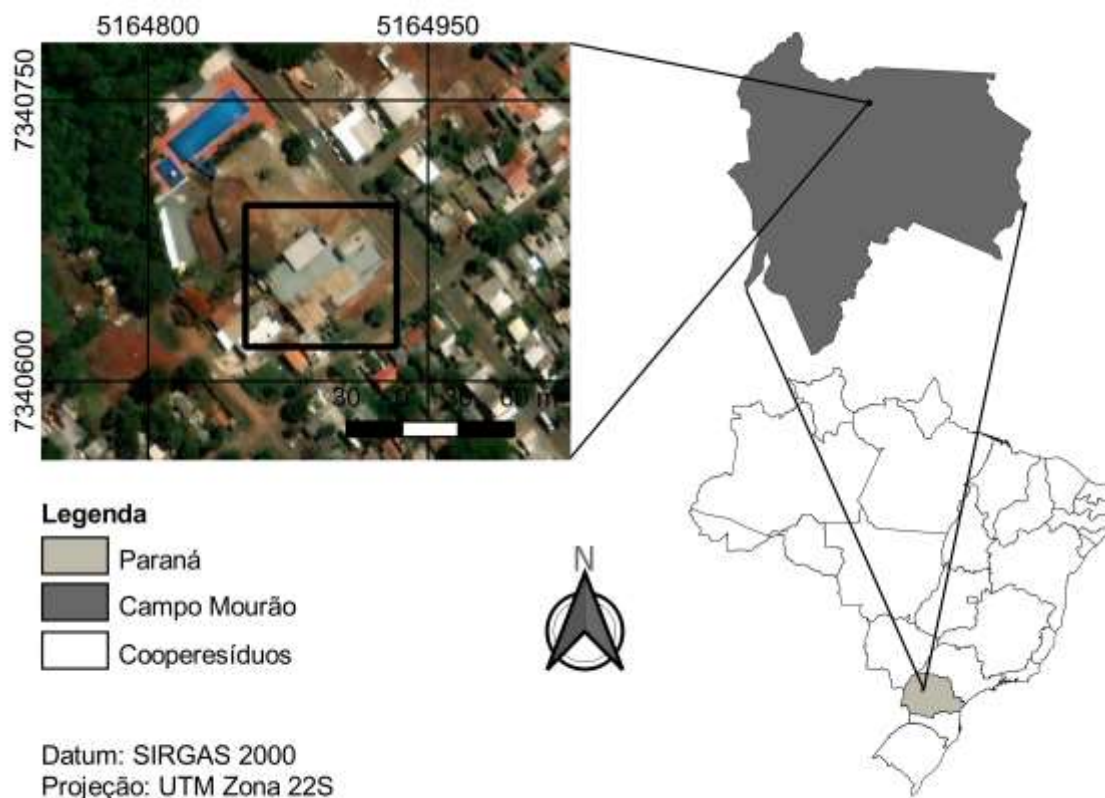 5164800 5164950
7340750
7340600
30 0 30 60 m
Legenda
Paraná
Campo Mourão
Cooperesíduos
N
Datum: SIRGAS 2000
Projeção: UTM Zona 22S